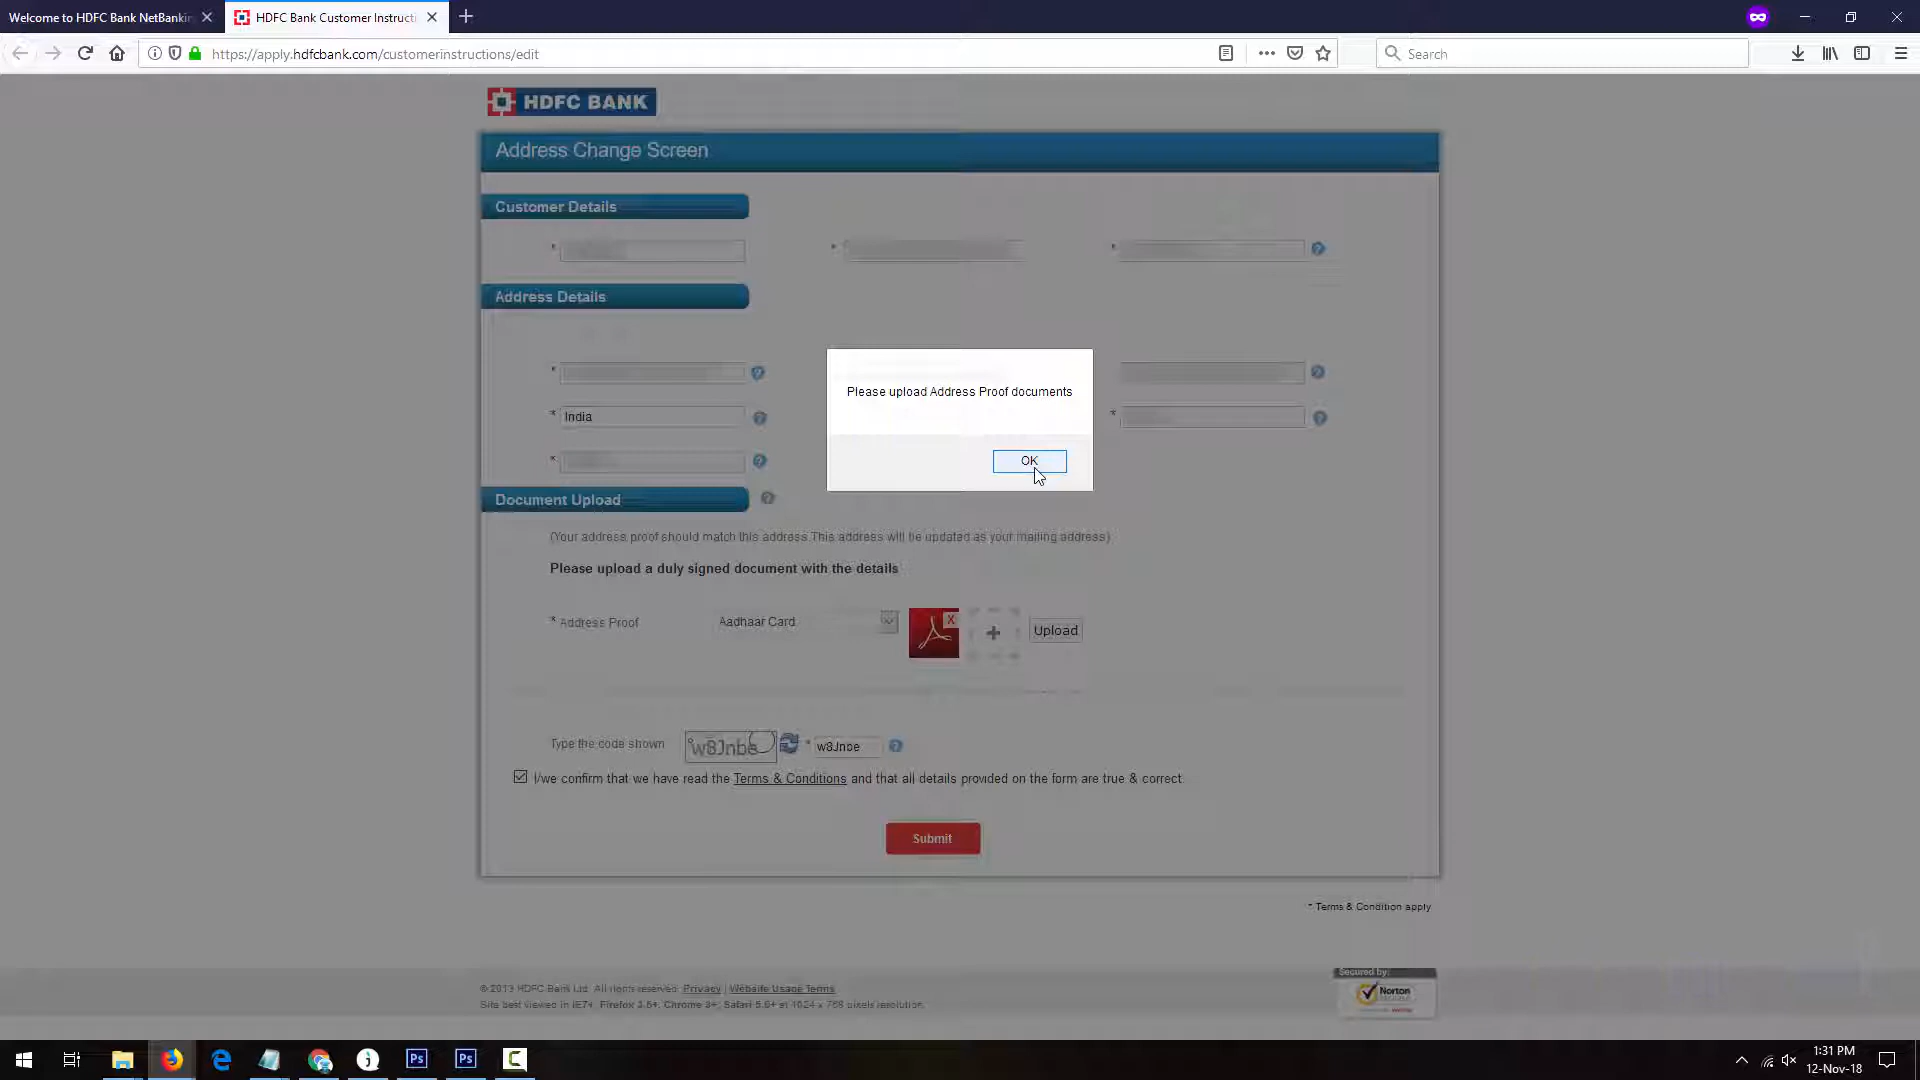 Welcome to HDFC Bank NetBanking
HDFC Bank Customer Instructi
https://apply.hdfcbank.com/customerinstructions/edit
Search
HDFC BANK
Address Change Screen
Customer Details
*
*
*
Address Details
*
* India
*
*
Please upload Address Proof documents
OK
Document Upload
(Your address proof should match this address.This address will be updated as your mailing address)
Please upload a duly signed document with the details
* Address Proof
Aadhaar Card
X
Upload
Type the code shown
w8Jnbe
* w8Jnbe
I/we confirm that we have read the Terms & Conditions and that all details provided on the form are true & correct.
Submit
* Terms & Condition apply
© 2013 HDFC Bank Ltd. All rights reserved. Privacy | Website Usage Terms
Site best viewed in IE7+, Firefox 3.5+, Chrome 3+, Safari 5.0+ at 1024 x 768 pixels resolution.
Secured by:
Norton
Ps
Ps
1:31 PM
12-Nov-18